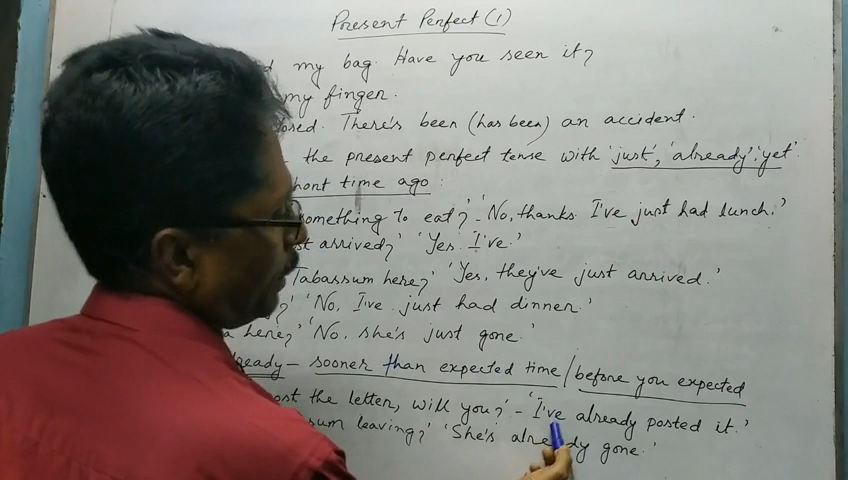 Present Perfect (1)
my bag. Have you seen it?
my finger.
osed. There's been (has been) an accident.
the present perfect tense with 'just', 'already', 'yet'
hort time ago :
omething to eat?' - 'No, thanks. I've just had lunch.'
st arrived?' 'Yes. I've.'
Tabassum here?' 'Yes, they've just arrived.'
?' 'No, I've just had dinner.'
a here?' 'No, she's just gone.'
lready - sooner than expected time / before you expected
ost the letter, will you?' - 'I've already posted it.'
sum leaving?' 'She's already gone.'